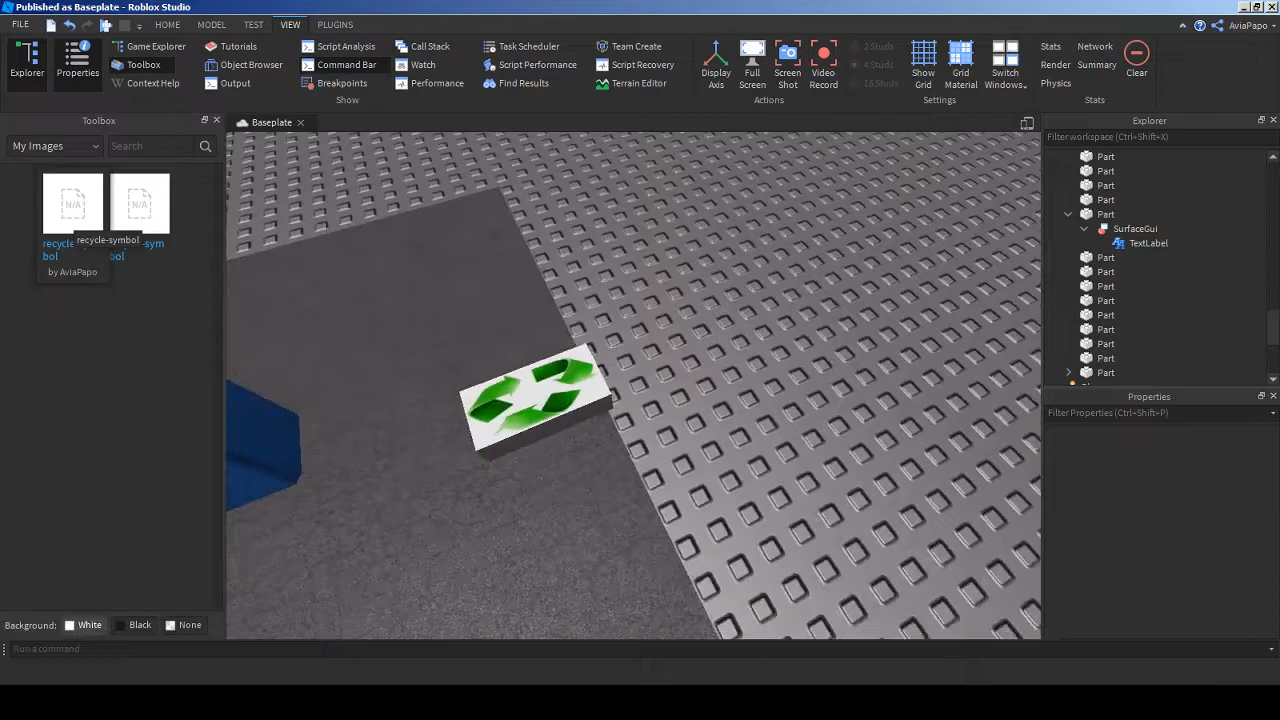 Published as Baseplate - Roblox Studio
FILE
HOME
MODEL
TEST
VIEW
PLUGINS
AviaPapo
Explorer
Properties
Game Explorer
Toolbox
Context Help
Tutorials
Object Browser
Output
Script Analysis
Command Bar
Breakpoints
Call Stack
Watch
Performance
Task Scheduler
Script Performance
Find Results
Team Create
Script Recovery
Terrain Editor
Show
Display Axis
Full Screen
Screen Shot
Video Record
Actions
2 Studs
4 Studs
16 Studs
Show Grid
Grid Material
Switch Windows
Settings
Stats
Network
Render
Summary
Physics
Clear
Stats
Toolbox
My Images
Search
N/A
N/A
recycle-symbol
by AviaPapo
Baseplate
Explorer
Filter workspace (Ctrl+Shift+X)
Part
Part
Part
Part
Part
SurfaceGui
TextLabel
Part
Part
Part
Part
Part
Part
Part
Part
Part
Properties
Filter Properties (Ctrl+Shift+P)
Background:
White
Black
None
Run a command